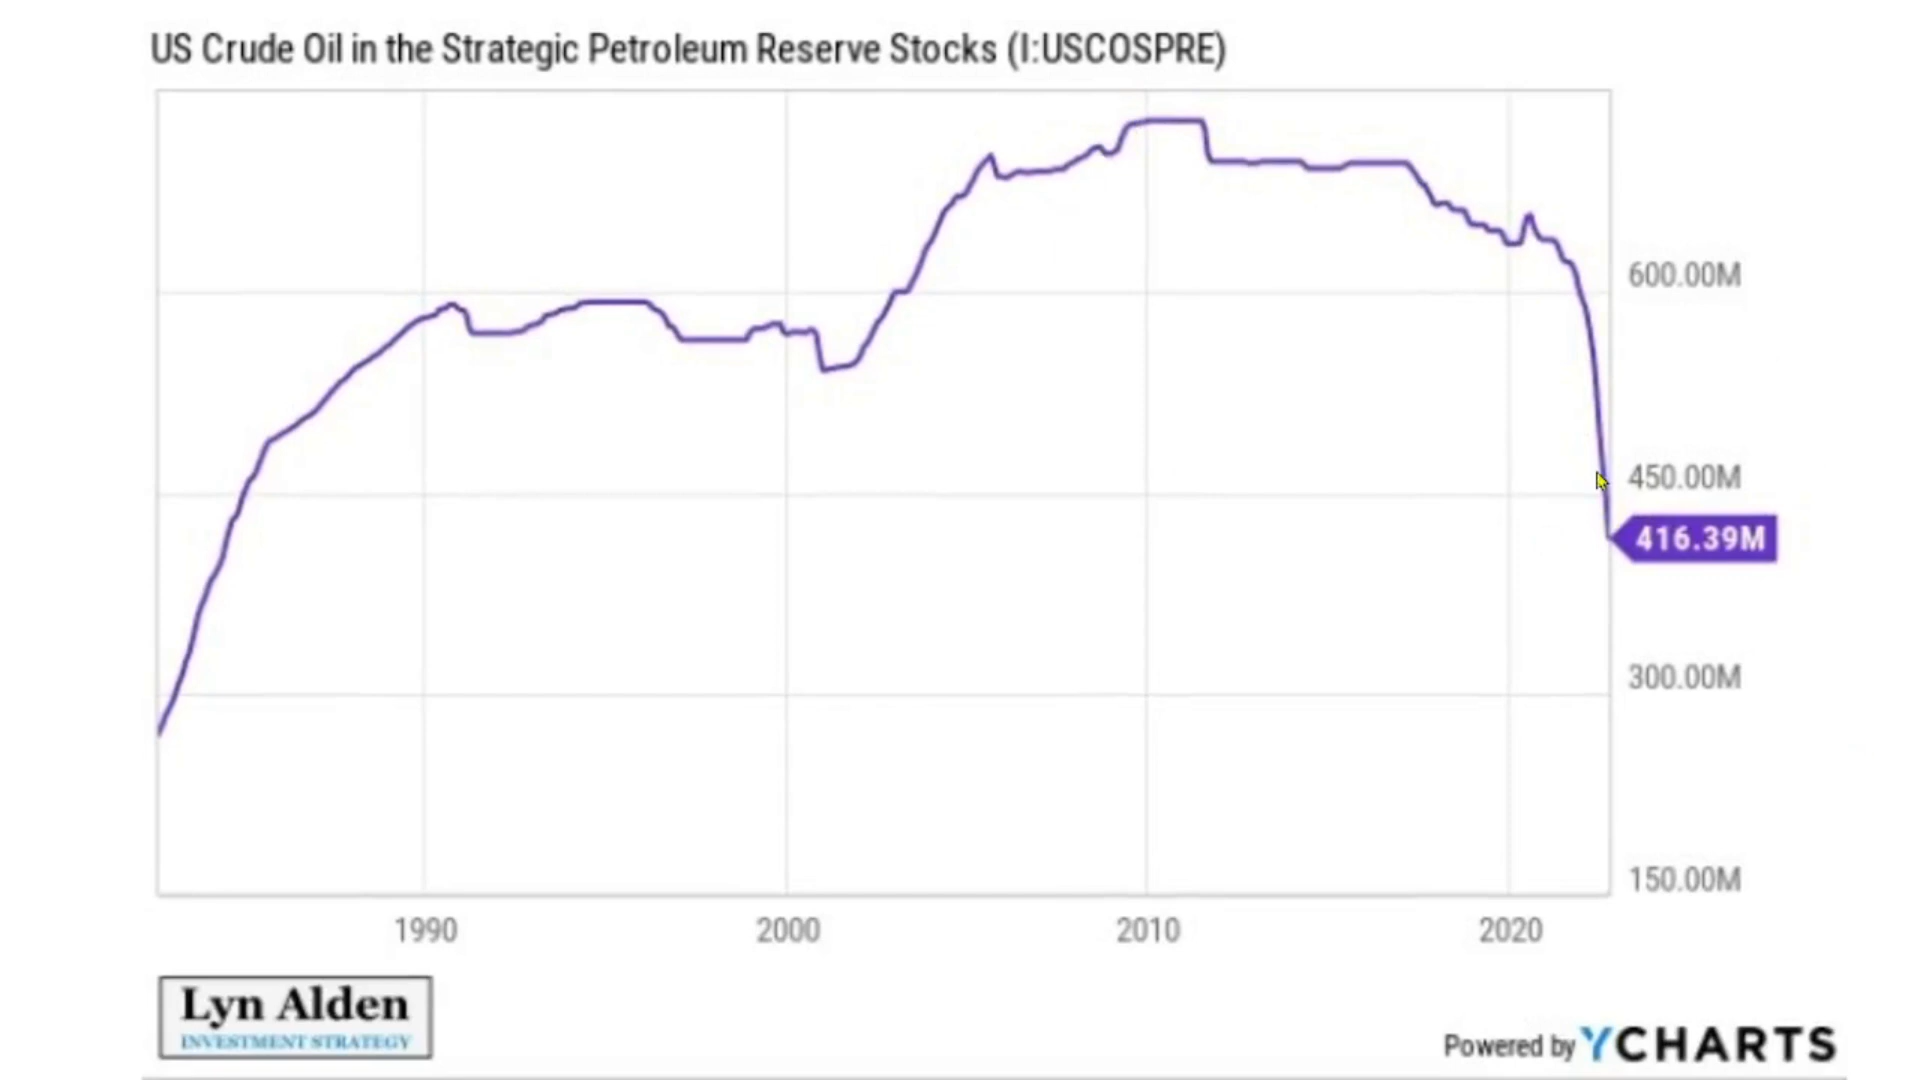 US Crude Oil in the Strategic Petroleum Reserve Stocks (I:USCOSPRE)
600.00M
450.00M
416.39M
300.00M
150.00M
1990 2000 2010 2020
Lyn Alden
INVESTMENT STRATEGY
Powered by YCHARTS